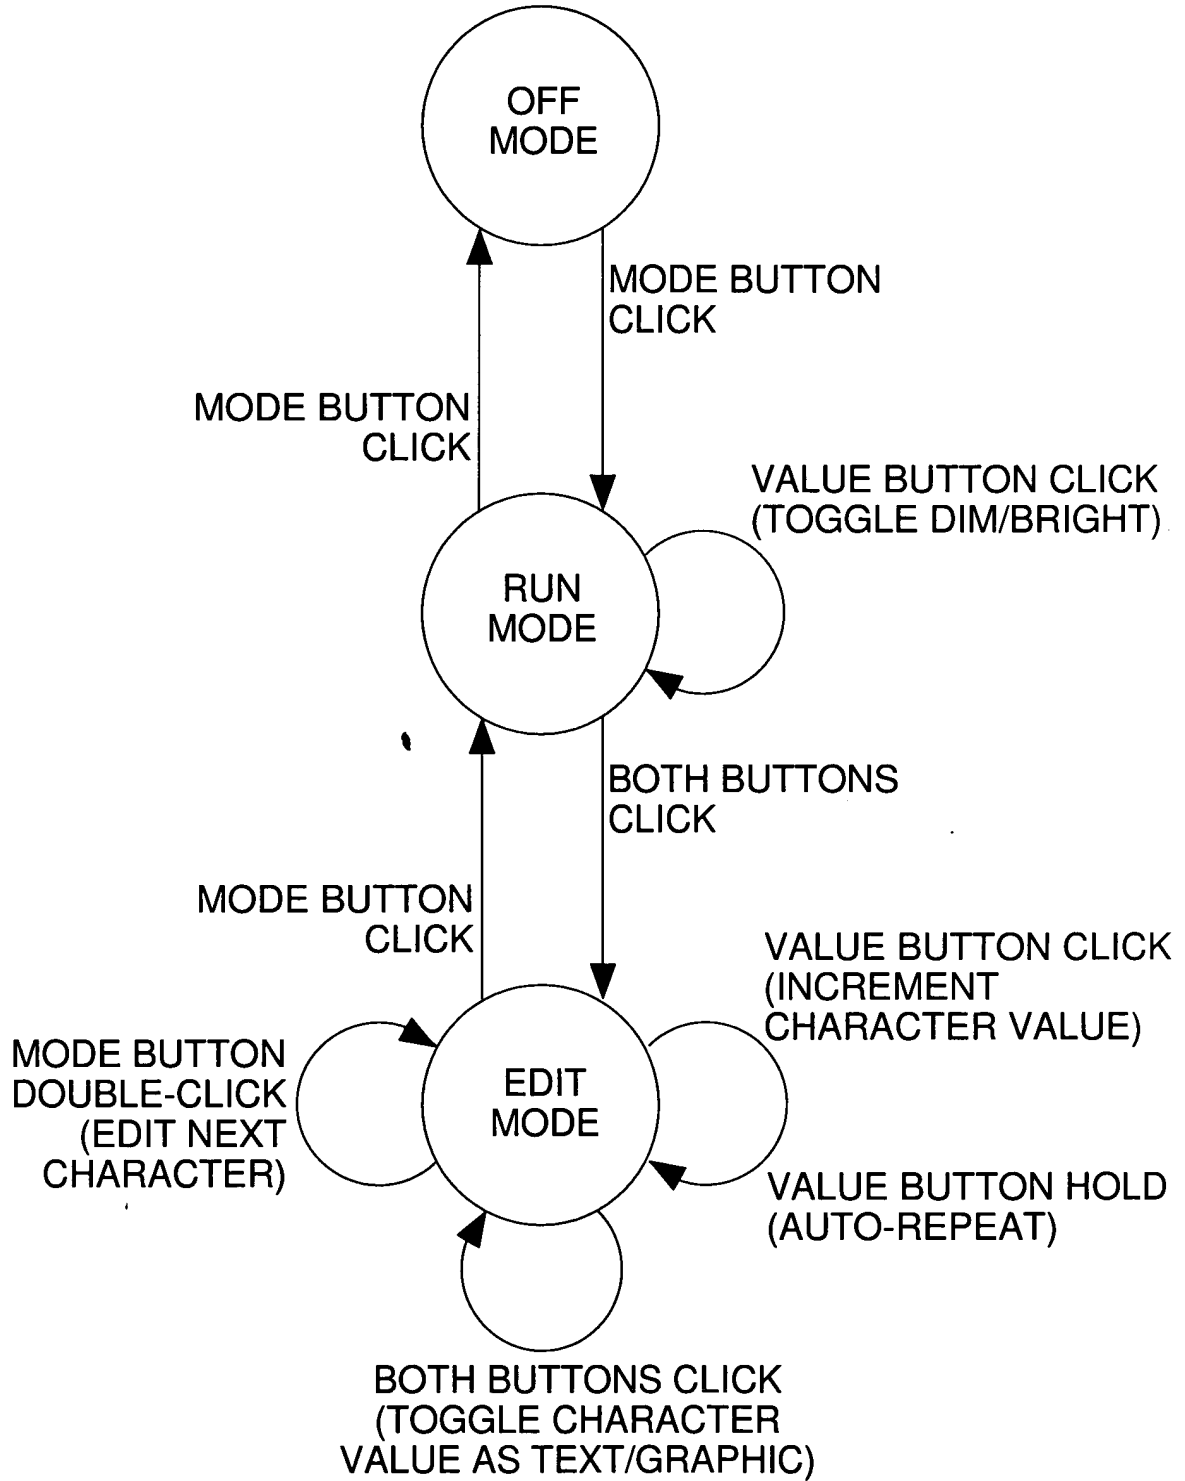 OFF
MODE
MODE BUTTON
CLICK
MODE BUTTON
CLICK
VALUE BUTTON CLICK
(TOGGLE DIM/BRIGHT)
RUN
MODE
BOTH BUTTONS
CLICK
MODE BUTTON
CLICK
VALUE BUTTON CLICK
(INCREMENT
CHARACTER VALUE)
MODE BUTTON
DOUBLE-CLICK
(EDIT NEXT
CHARACTER)
EDIT
MODE
VALUE BUTTON HOLD
(AUTO-REPEAT)
BOTH BUTTONS CLICK
(TOGGLE CHARACTER
VALUE AS TEXT/GRAPHIC)